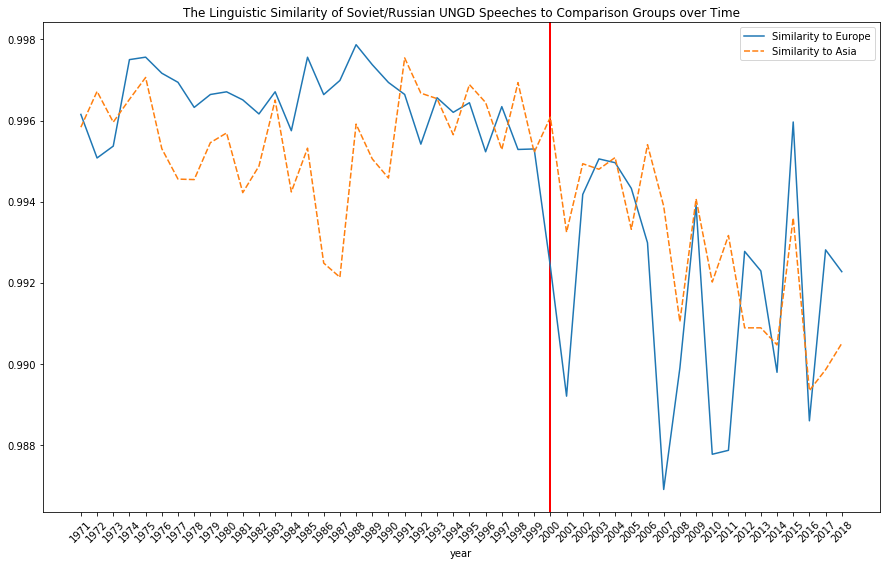 The Linguistic Similarity of Soviet/Russian UNGD Speeches to Comparison Groups over Time
Similarity to Europe
Similarity to Asia
0.998
0.996
0.994
0.992
0.990
0.988
1971 1972 1973 1974 1975 1976 1977 1978 1979 1980 1981 1982 1983 1984 1985 1986 1987 1988 1989 1990 1991 1992 1993 1994 1995 1996 1997 1998 1999 2000 2001 2002 2003 2004 2005 2006 2007 2008 2009 2010 2011 2012 2013 2014 2015 2016 2017 2018
year